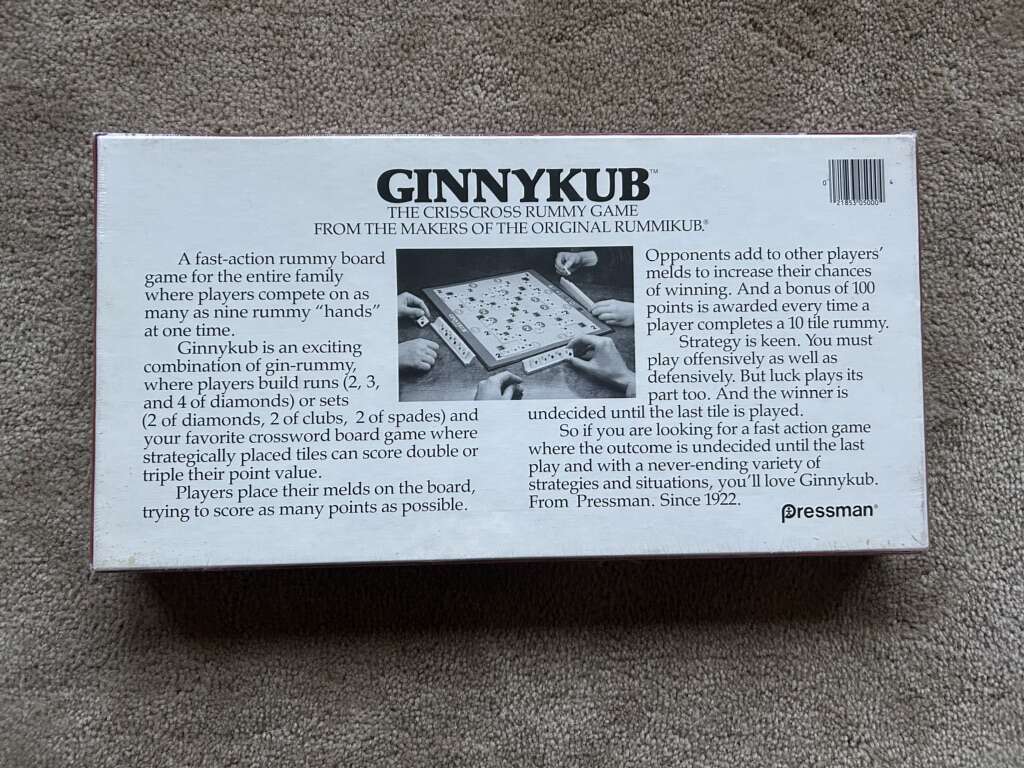 GINNYKUB™
THE CRISSCROSS RUMMY GAME
FROM THE MAKERS OF THE ORIGINAL RUMMIKUB.®
0 21853 05000 4
A fast-action rummy board
game for the entire family
where players compete on as
many as nine rummy “hands”
at one time.
Ginnykub is an exciting
combination of gin-rummy,
where players build runs (2, 3,
and 4 of diamonds) or sets
(2 of diamonds, 2 of clubs, 2 of spades) and
your favorite crossword board game where
strategically placed tiles can score double or
triple their point value.
Players place their melds on the board,
trying to score as many points as possible.
Opponents add to other players’
melds to increase their chances
of winning. And a bonus of 100
points is awarded every time a
player completes a 10 tile rummy.
Strategy is keen. You must
play offensively as well as
defensively. But luck plays its
part too. And the winner is
undecided until the last tile is played.
So if you are looking for a fast action game
where the outcome is undecided until the last
play and with a never-ending variety of
strategies and situations, you’ll love Ginnykub.
From Pressman. Since 1922.
Pressman®